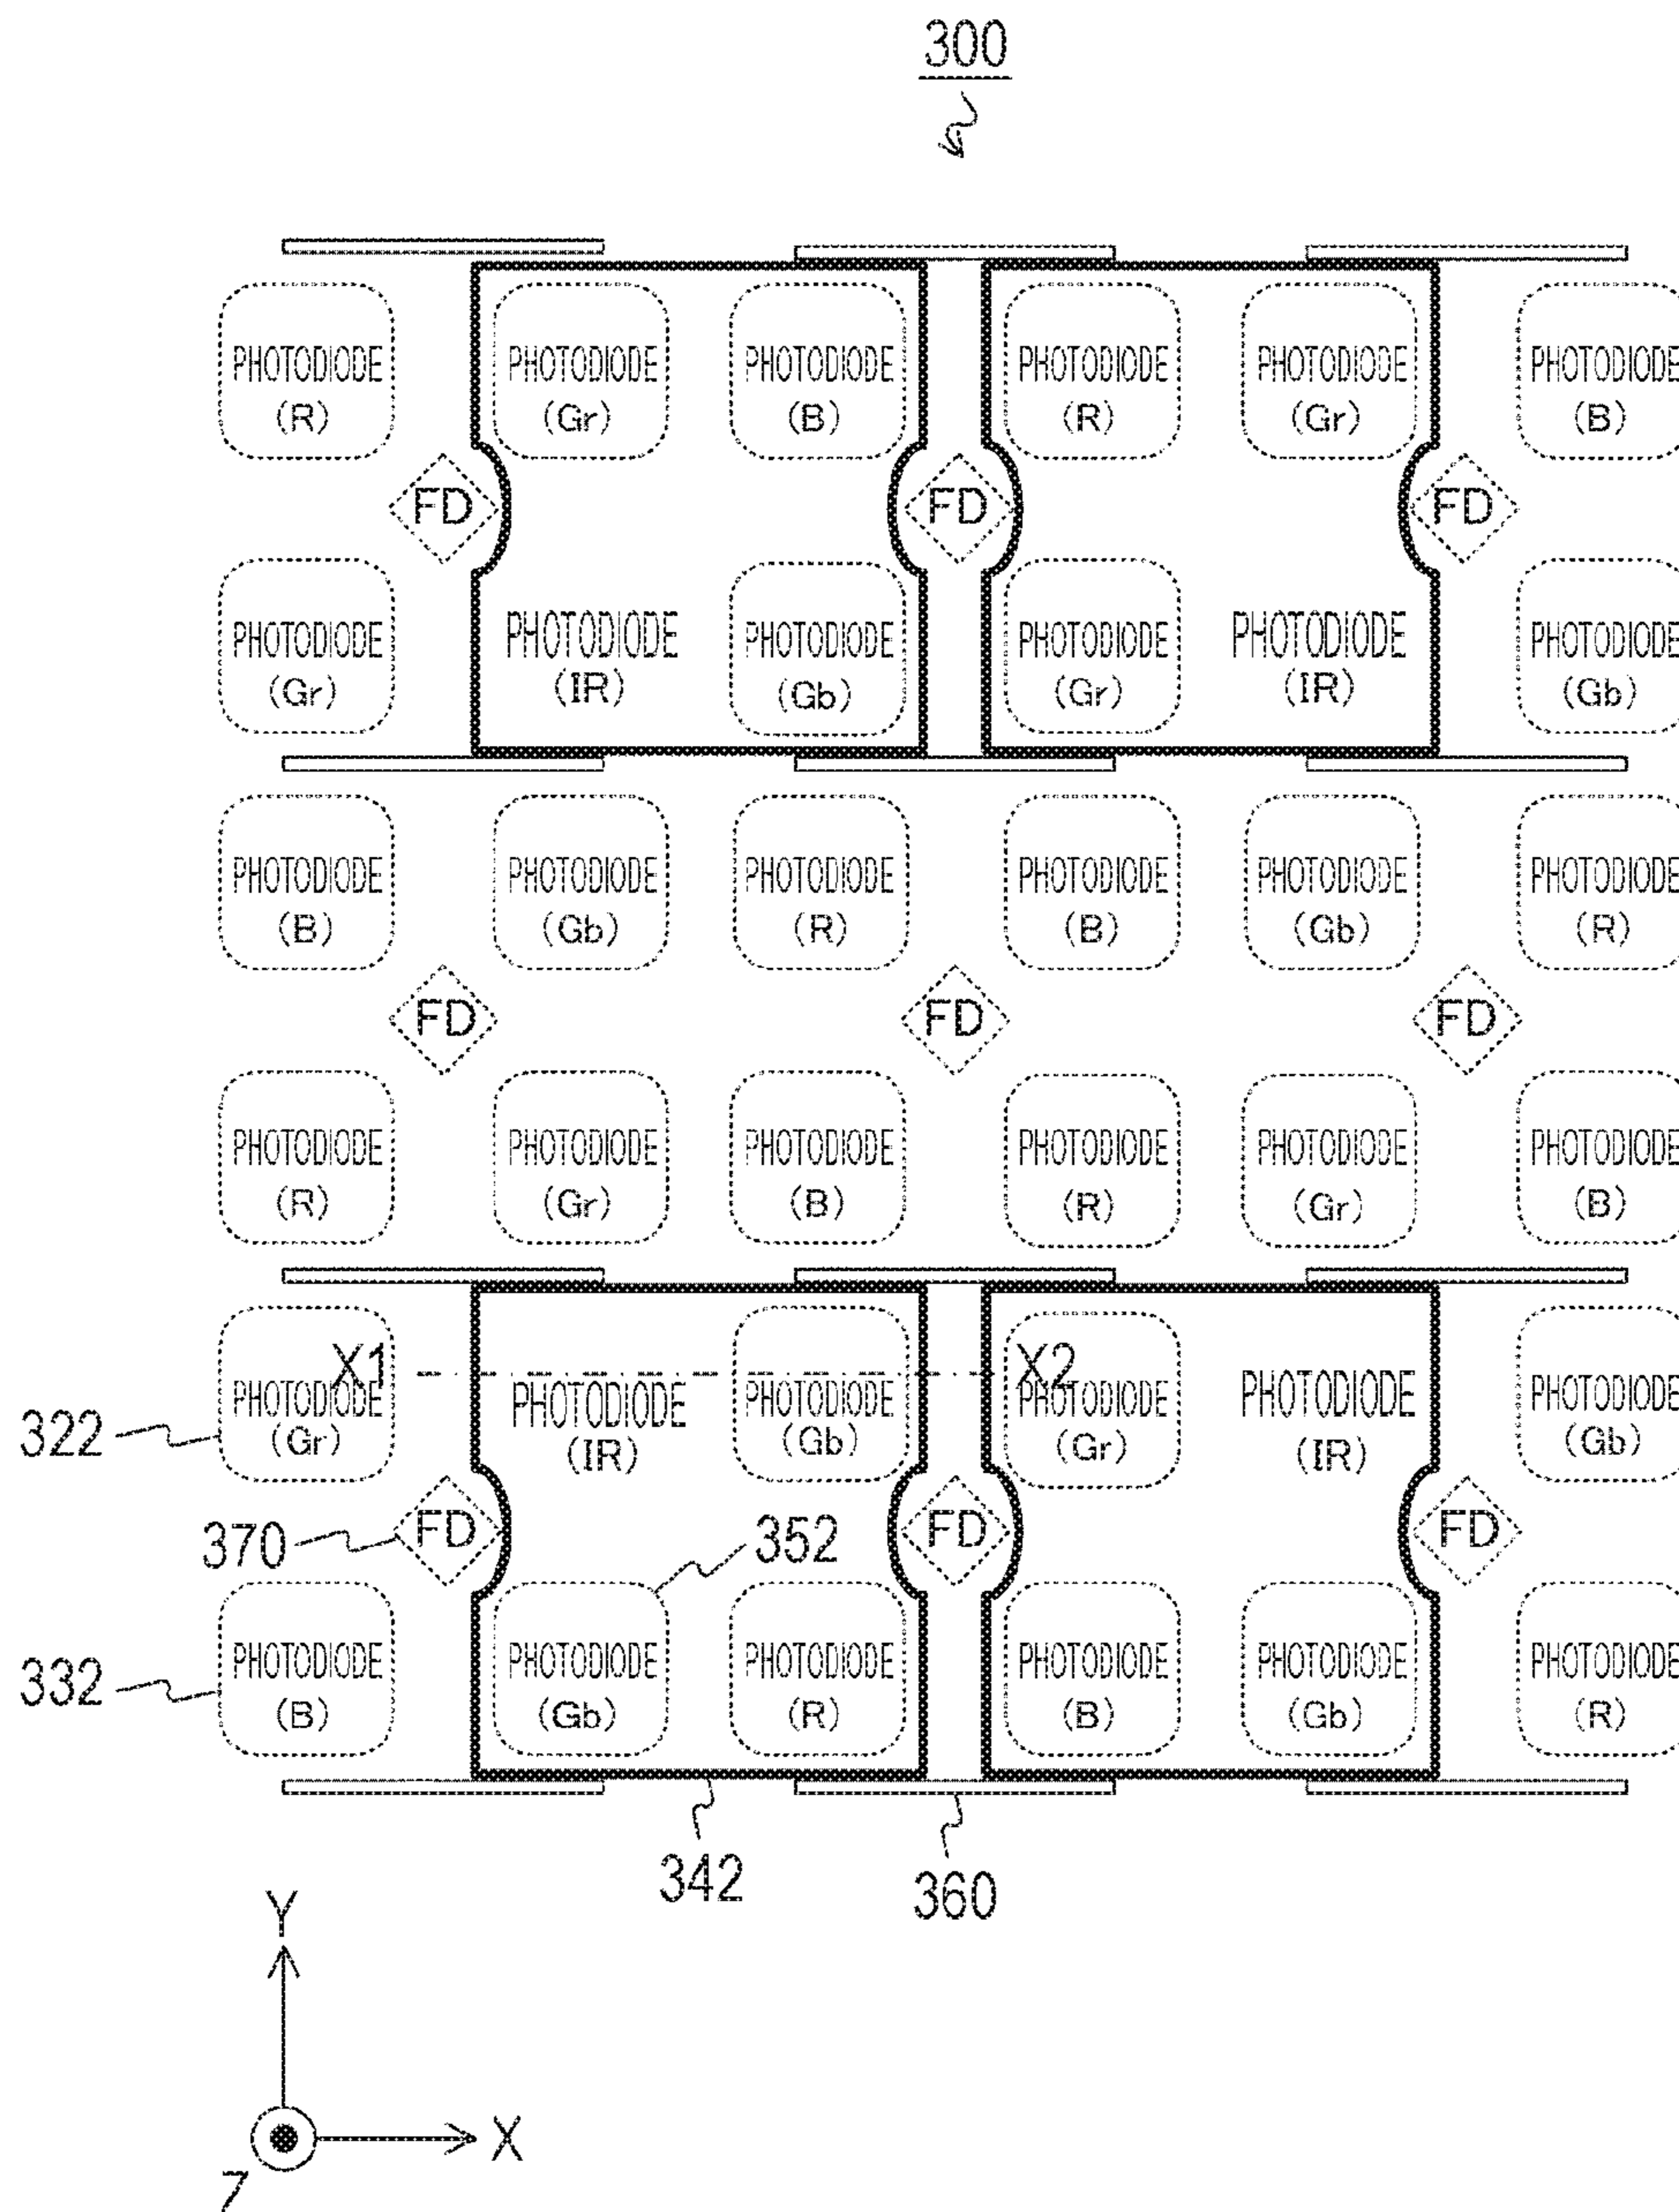 300
PHOTODIODE PHOTODIODE PHOTODIODE PHOTODIODE PHOTODIODE PHOTODIODE
(R) (Gr) (B) (R) (Gr) (B)
FD FD FD
PHOTODIODE PHOTODIODE PHOTODIODE PHOTODIODE PHOTODIODE PHOTODIODE
(Gr) (IR) (Gb) (Gr) (IR) (Gb)
PHOTODIODE PHOTODIODE PHOTODIODE PHOTODIODE PHOTODIODE PHOTODIODE
(B) (Gb) (R) (B) (Gb) (R)
FD FD FD
PHOTODIODE PHOTODIODE PHOTODIODE PHOTODIODE PHOTODIODE PHOTODIODE
(R) (Gr) (B) (R) (Gr) (B)
X1 X2
322 PHOTODIODE PHOTODIODE PHOTODIODE PHOTODIODE PHOTODIODE PHOTODIODE
(Gr) (IR) (Gb) (Gr) (IR) (Gb)
370 FD 352 FD FD
332 PHOTODIODE PHOTODIODE PHOTODIODE PHOTODIODE PHOTODIODE PHOTODIODE
(B) (Gb) (R) (B) (Gb) (R)
342 360
Y
X